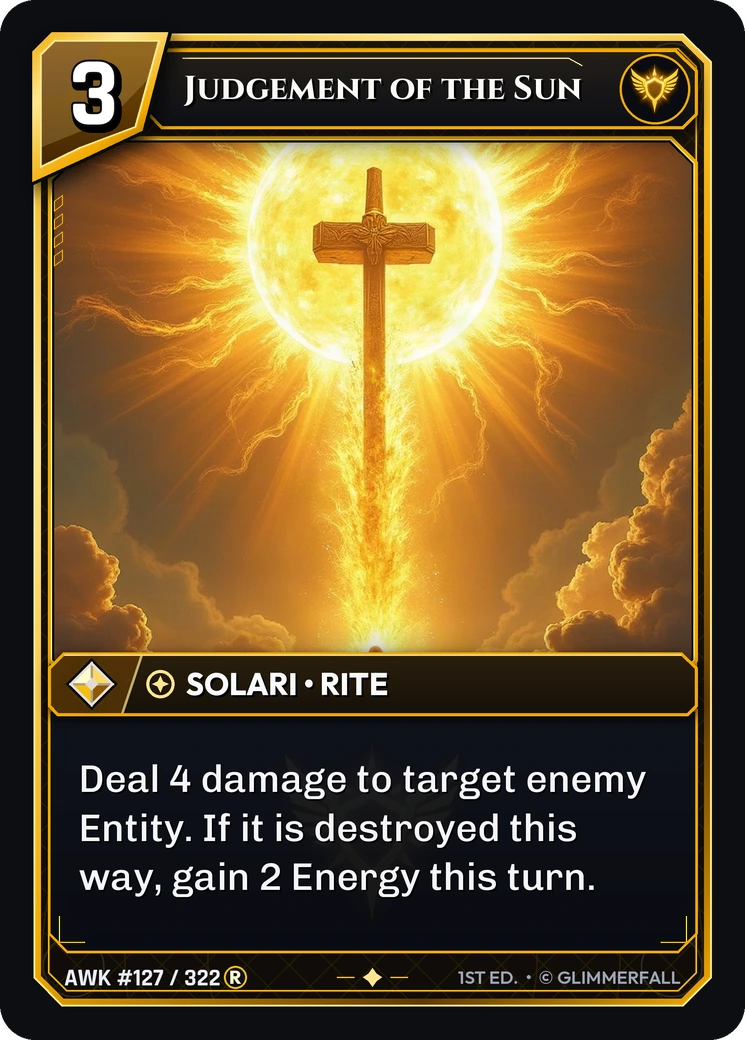 3
JUDGEMENT OF THE SUN
SOLARI • RITE
Deal 4 damage to target enemy
Entity. If it is destroyed this
way, gain 2 Energy this turn.
AWK #127 / 322 R
1ST ED. • © GLIMMERFALL